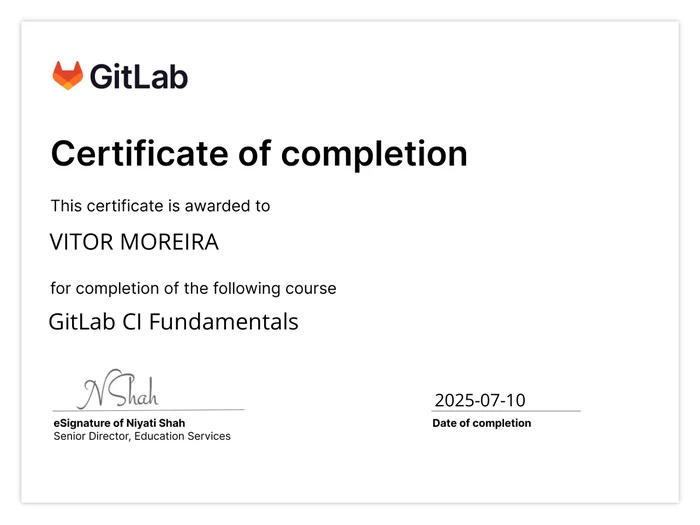 GitLab
Certificate of completion
This certificate is awarded to
VITOR MOREIRA
for completion of the following course
GitLab CI Fundamentals
NShah
eSignature of Niyati Shah
Senior Director, Education Services
2025-07-10
Date of completion